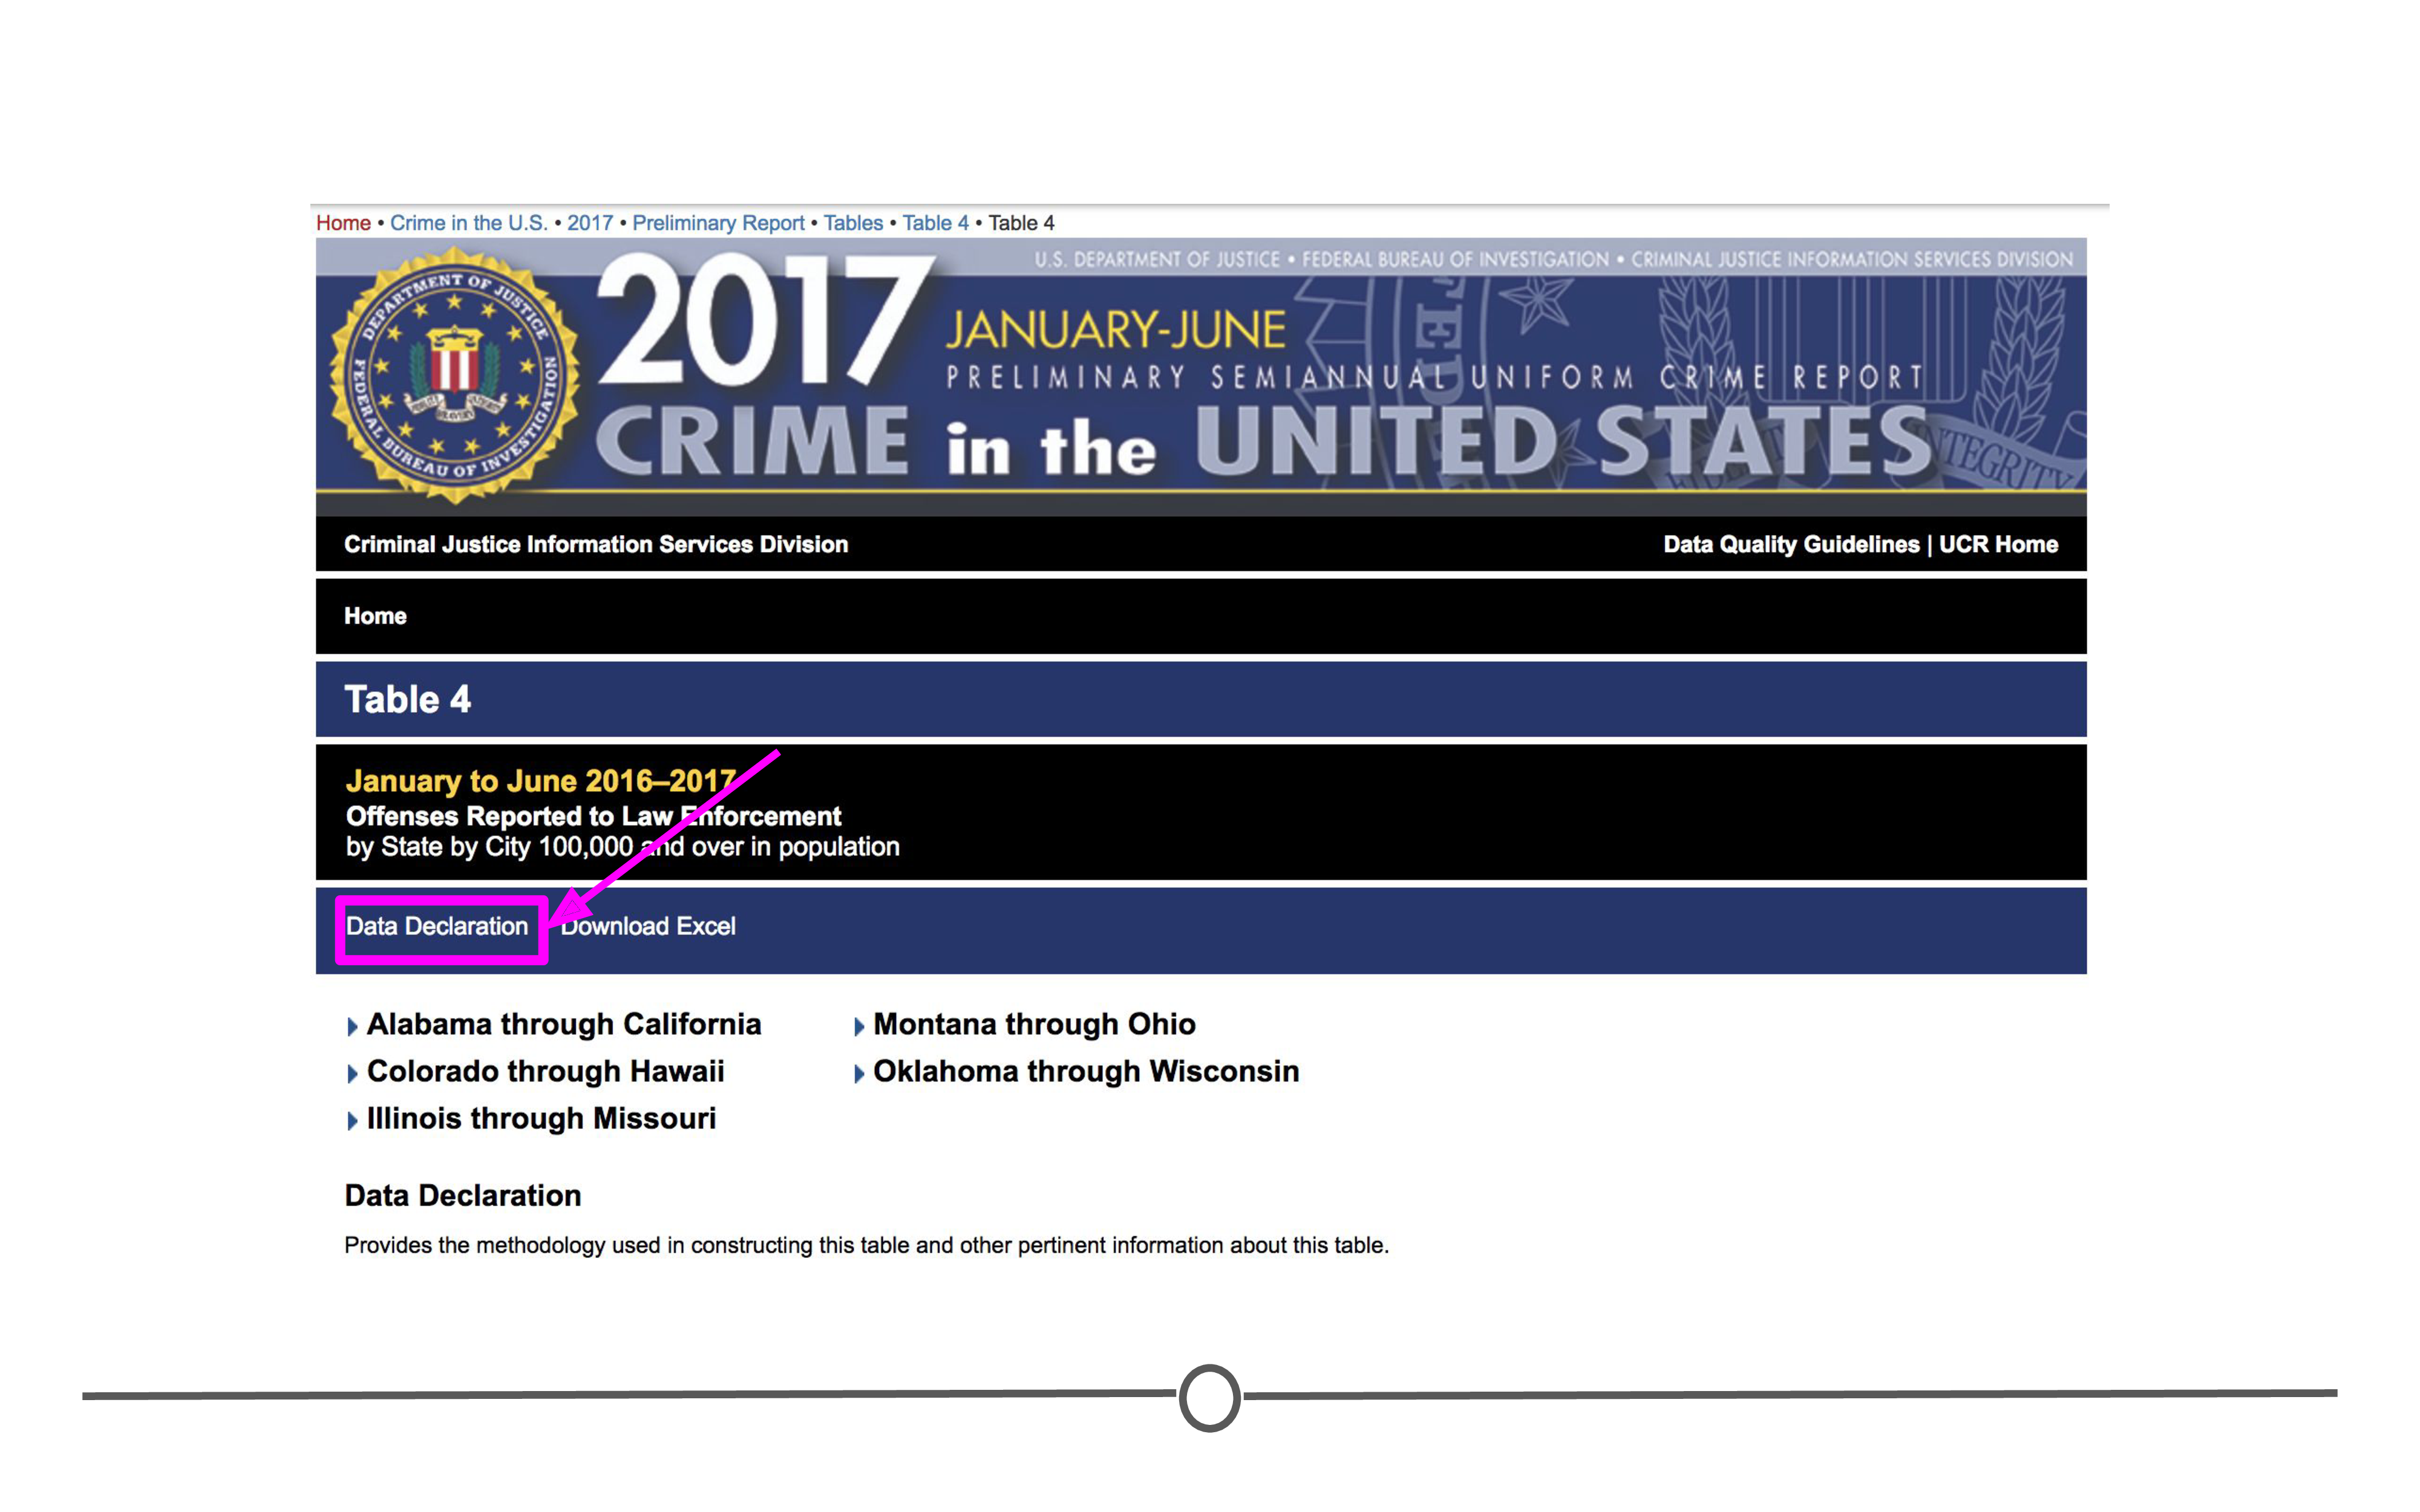 Home • Crime in the U.S. • 2017 • Preliminary Report • Tables • Table 4 • Table 4
U.S. DEPARTMENT OF JUSTICE • FEDERAL BUREAU OF INVESTIGATION • CRIMINAL JUSTICE INFORMATION SERVICES DIVISION
DEPARTMENT OF JUSTICE
FEDERAL BUREAU OF INVESTIGATION
2017
JANUARY-JUNE
PRELIMINARY SEMIANNUAL UNIFORM CRIME REPORT
CRIME in the UNITED STATES
Criminal Justice Information Services Division
Data Quality Guidelines | UCR Home
Home
Table 4
January to June 2016–2017
Offenses Reported to Law Enforcement
by State by City 100,000 and over in population
Data Declaration Download Excel
Alabama through California
Montana through Ohio
Colorado through Hawaii
Oklahoma through Wisconsin
Illinois through Missouri
Data Declaration
Provides the methodology used in constructing this table and other pertinent information about this table.